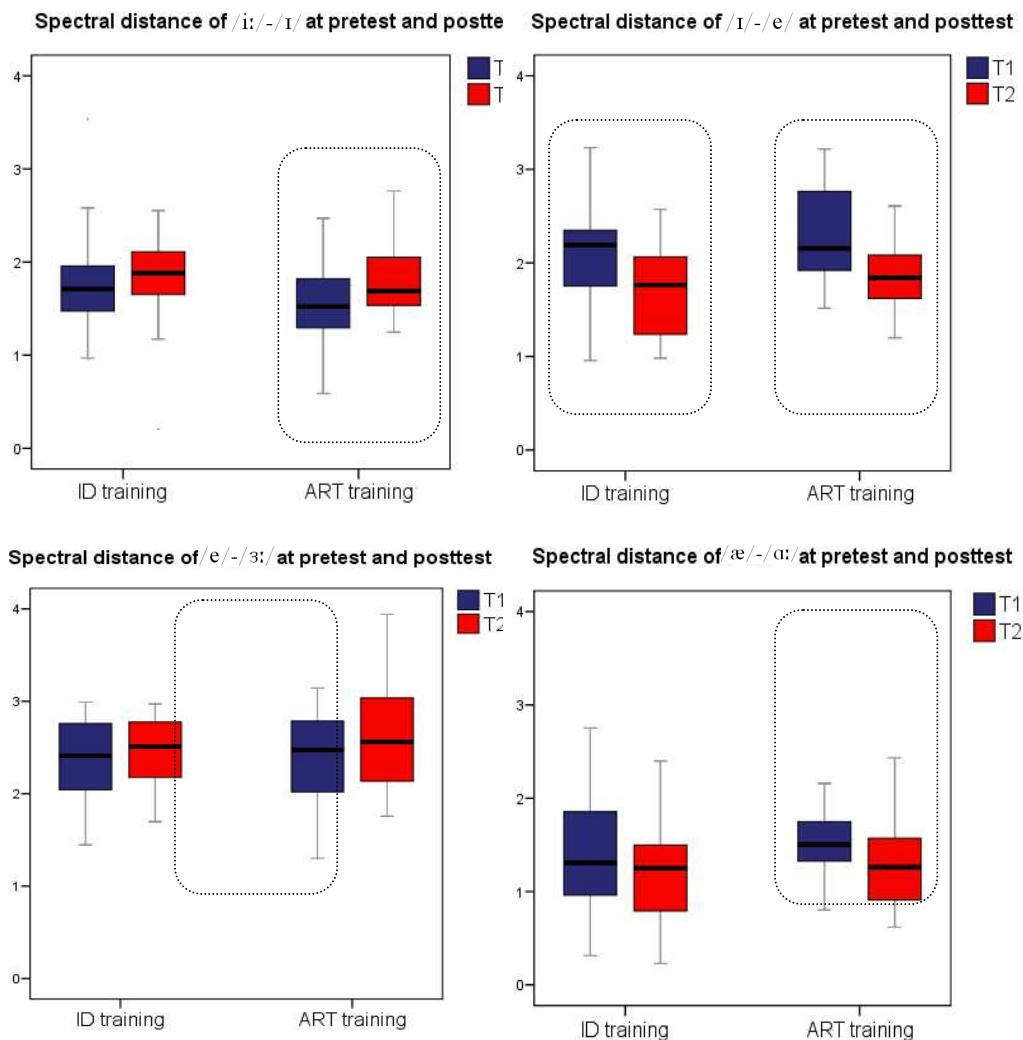 Spectral distance of /iː/-/ɪ/ at pretest and postte
T
T
4
3
2
1
0
ID training
ART training
Spectral distance of /ɪ/-/e/ at pretest and posttest
T1
T2
4
3
2
1
0
ID training
ART training
Spectral distance of /e/-/ɜː/ at pretest and posttest
T1
T2
4
3
2
1
0
ID training
ART training
Spectral distance of /æ/-/ɑː/ at pretest and posttest
T1
T2
4
3
2
1
0
ID training
ART training